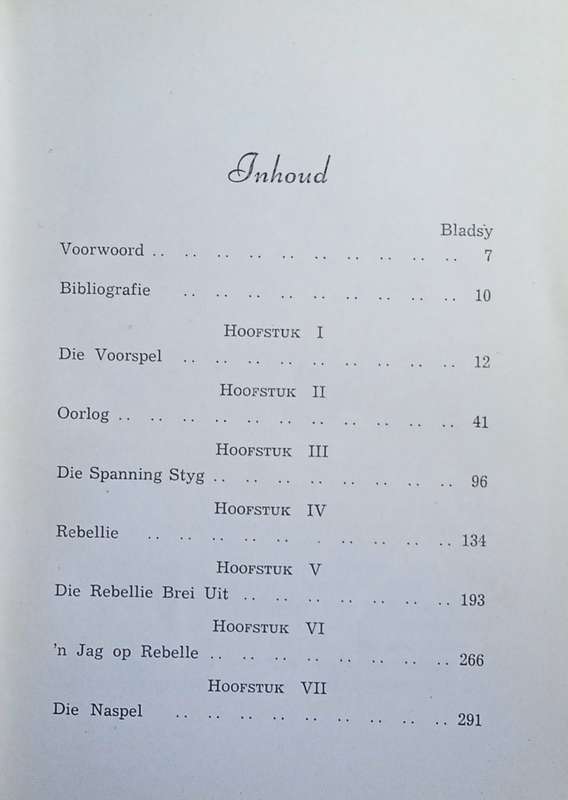 Inhoud
Bladsy
Voorwoord .. .. .. .. .. .. .. .. .. .. 7
Bibliografie .. .. .. .. .. .. .. .. .. 10
HOOFSTUK I
Die Voorspel .. .. .. .. .. .. .. .. .. 12
HOOFSTUK II
Oorlog .. .. .. .. .. .. .. .. .. .. .. 41
HOOFSTUK III
Die Spanning Styg .. .. .. .. .. .. .. .. 96
HOOFSTUK IV
Rebellie .. .. .. .. .. . .. .. .. .. 134
HOOFSTUK V
Die Rebellie Brei Uit .. .. .. .. .. .. .. 193
HOOFSTUK VI
'n Jag op Rebelle .. .. .. .. .. .. .. .. 266
HOOFSTUK VII
Die Naspel .. .. .. .. .. .. .. .. .. 291